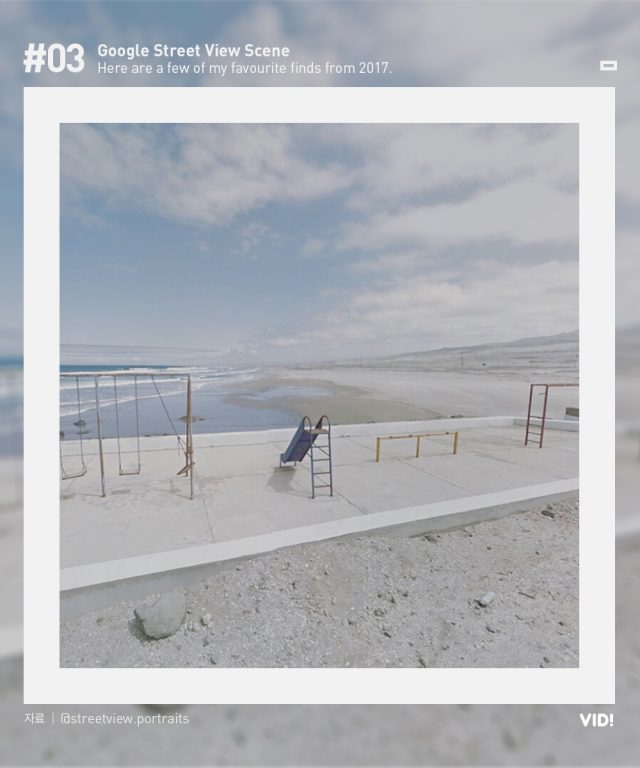 #03
Google Street View Scene
Here are a few of my favourite finds from 2017.
자료 | @streetview.portraits
VID!